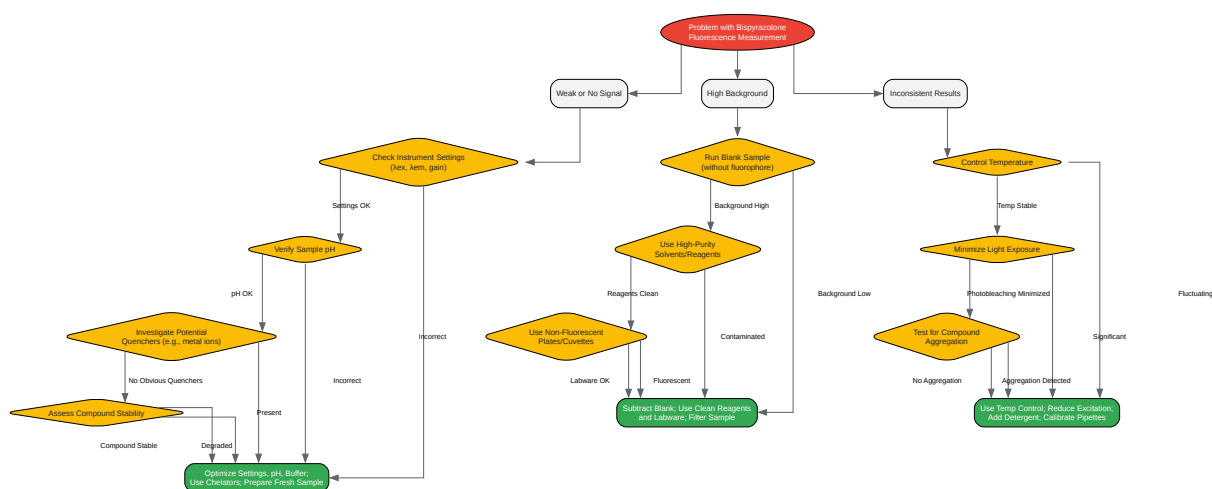 Problem with Bispyrazolone
Fluorescence Measurement
Weak or No Signal
High Background
Inconsistent Results
Check Instrument Settings
(λex, λem, gain)
Run Blank Sample
(without fluorophore)
Control Temperature
Settings OK
Background High
Temp Stable
Verify Sample pH
Use High-Purity
Solvents/Reagents
Minimize Light Exposure
pH OK
Reagents Clean
Background Low
Photobleaching Minimized
Fluctuating
Investigate Potential
Quenchers (e.g., metal ions)
Incorrect
Use Non-Fluorescent
Plates/Cuvettes
Contaminated
Test for Compound
Aggregation
Significant
No Obvious Quenchers
Incorrect
Labware OK
Fluorescent
No Aggregation
Aggregation Detected
Assess Compound Stability
Present
Subtract Blank; Use Clean Reagents
and Labware; Filter Sample
Use Temp Control; Reduce Excitation;
Add Detergent; Calibrate Pipettes
Compound Stable
Degraded
Optimize Settings, pH, Buffer;
Use Chelators; Prepare Fresh Sample